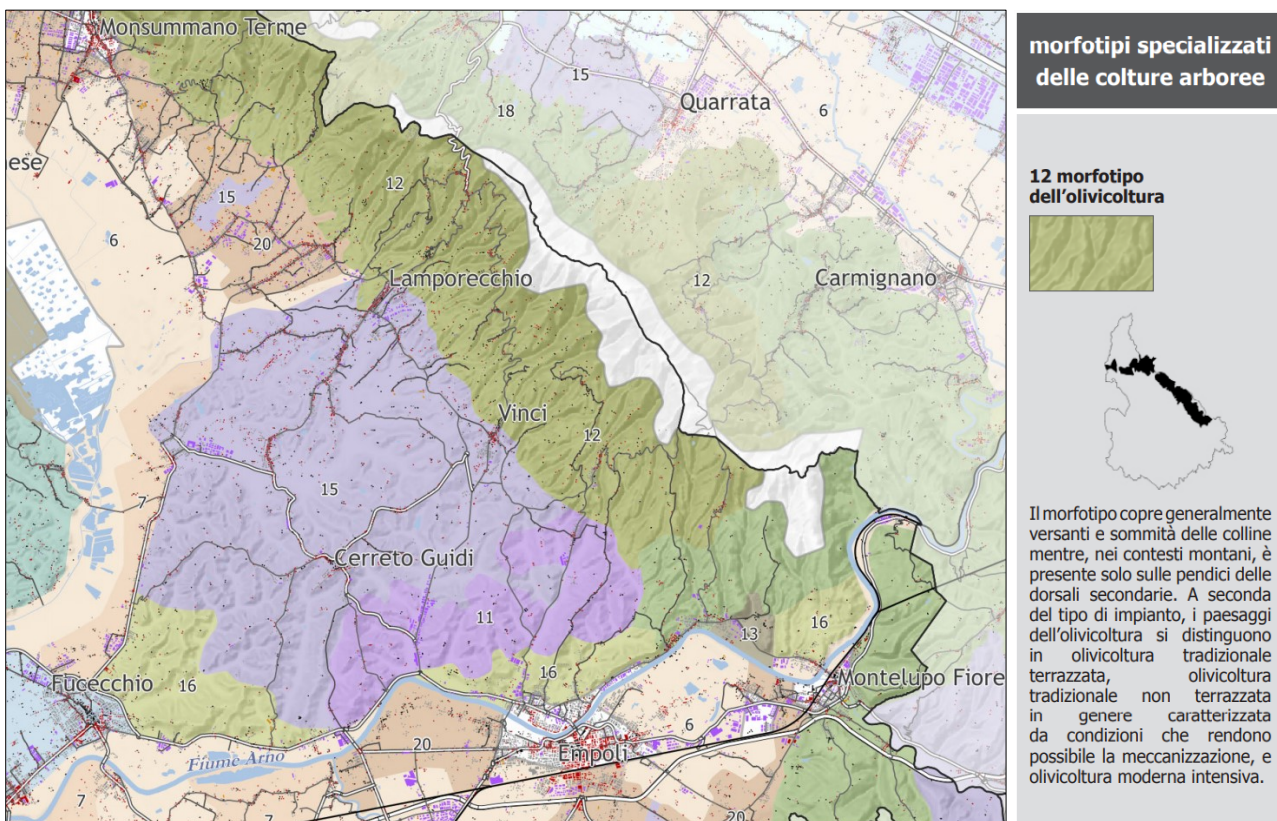 Monsummano Terme
15
Quarrata
6
18
ese
12
15
6
20
Lamporecchio
12
Carmignano
Vinci
12
15
7
Cerreto Guidi
11
13
16
16
16
Fucecchio
Montelupo Fiore
6
Empoli
20
Fiume Arno
7
7
20
morfotipi specializzati
delle colture arboree
12 morfotipo
dell'olivicoltura
Il morfotipo copre generalmente
versanti e sommità delle colline
mentre, nei contesti montani, è
presente solo sulle pendici delle
dorsali secondarie. A seconda
del tipo di impianto, i paesaggi
dell'olivicoltura si distinguono
in olivicoltura tradizionale
terrazzata, olivicoltura
tradizionale non terrazzata
in genere caratterizzata
da condizioni che rendono
possibile la meccanizzazione, e
olivicoltura moderna intensiva.